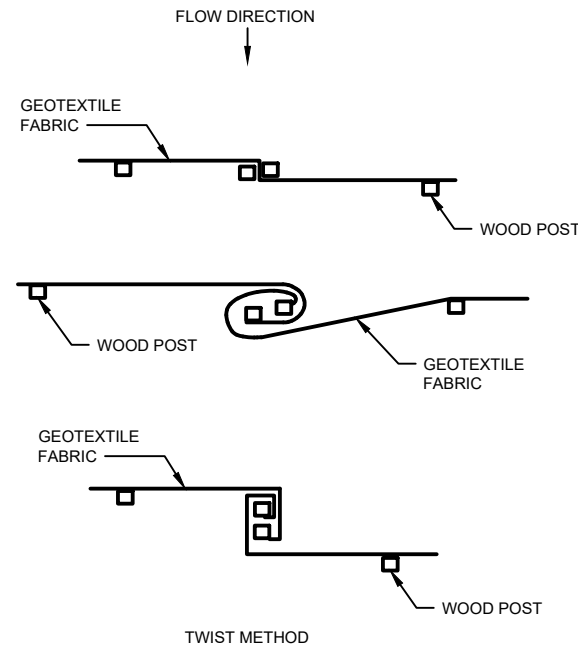 FLOW DIRECTION
GEOTEXTILE
FABRIC
WOOD POST
WOOD POST
GEOTEXTILE
FABRIC
GEOTEXTILE
FABRIC
WOOD POST
TWIST METHOD